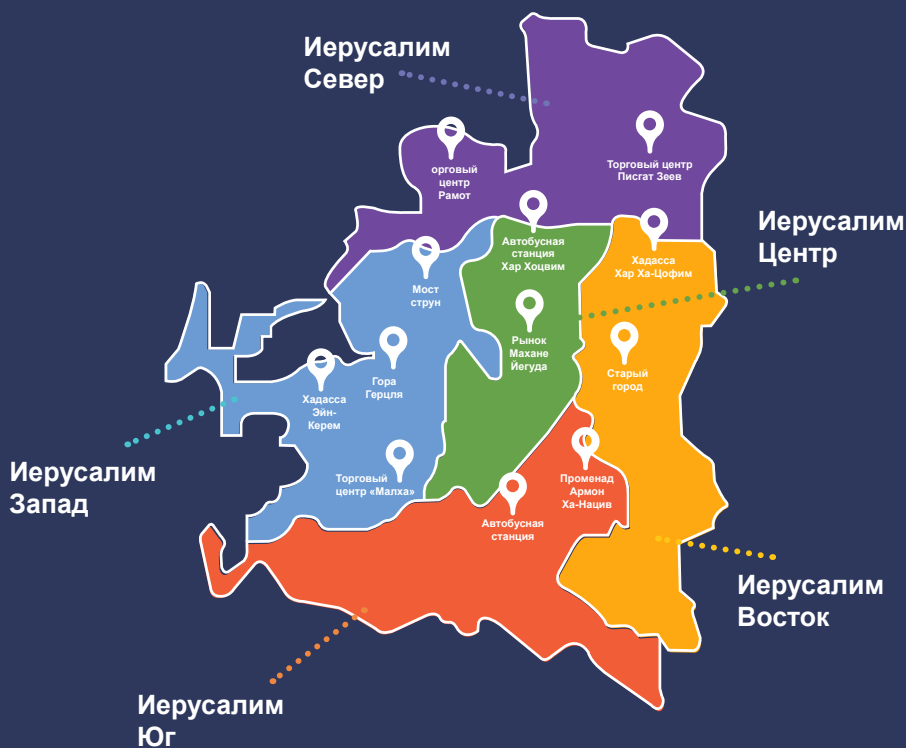 Иерусалим
Север
орговый
центр
Рамот
Торговый центр
Писгат Зеев
Автобусная
станция
Хар Хоцвим
Хадасса
Хар Ха-Цофим
Иерусалим
Центр
Мост
струн
Рынок
Махане
Йегуда
Старый
город
Гора
Герцля
Хадасса
Эйн-
Керем
Иерусалим
Запад
Торговый
центр «Малха»
Автобусная
станция
Променад
Армон
Ха-Нацив
Иерусалим
Восток
Иерусалим
Юг